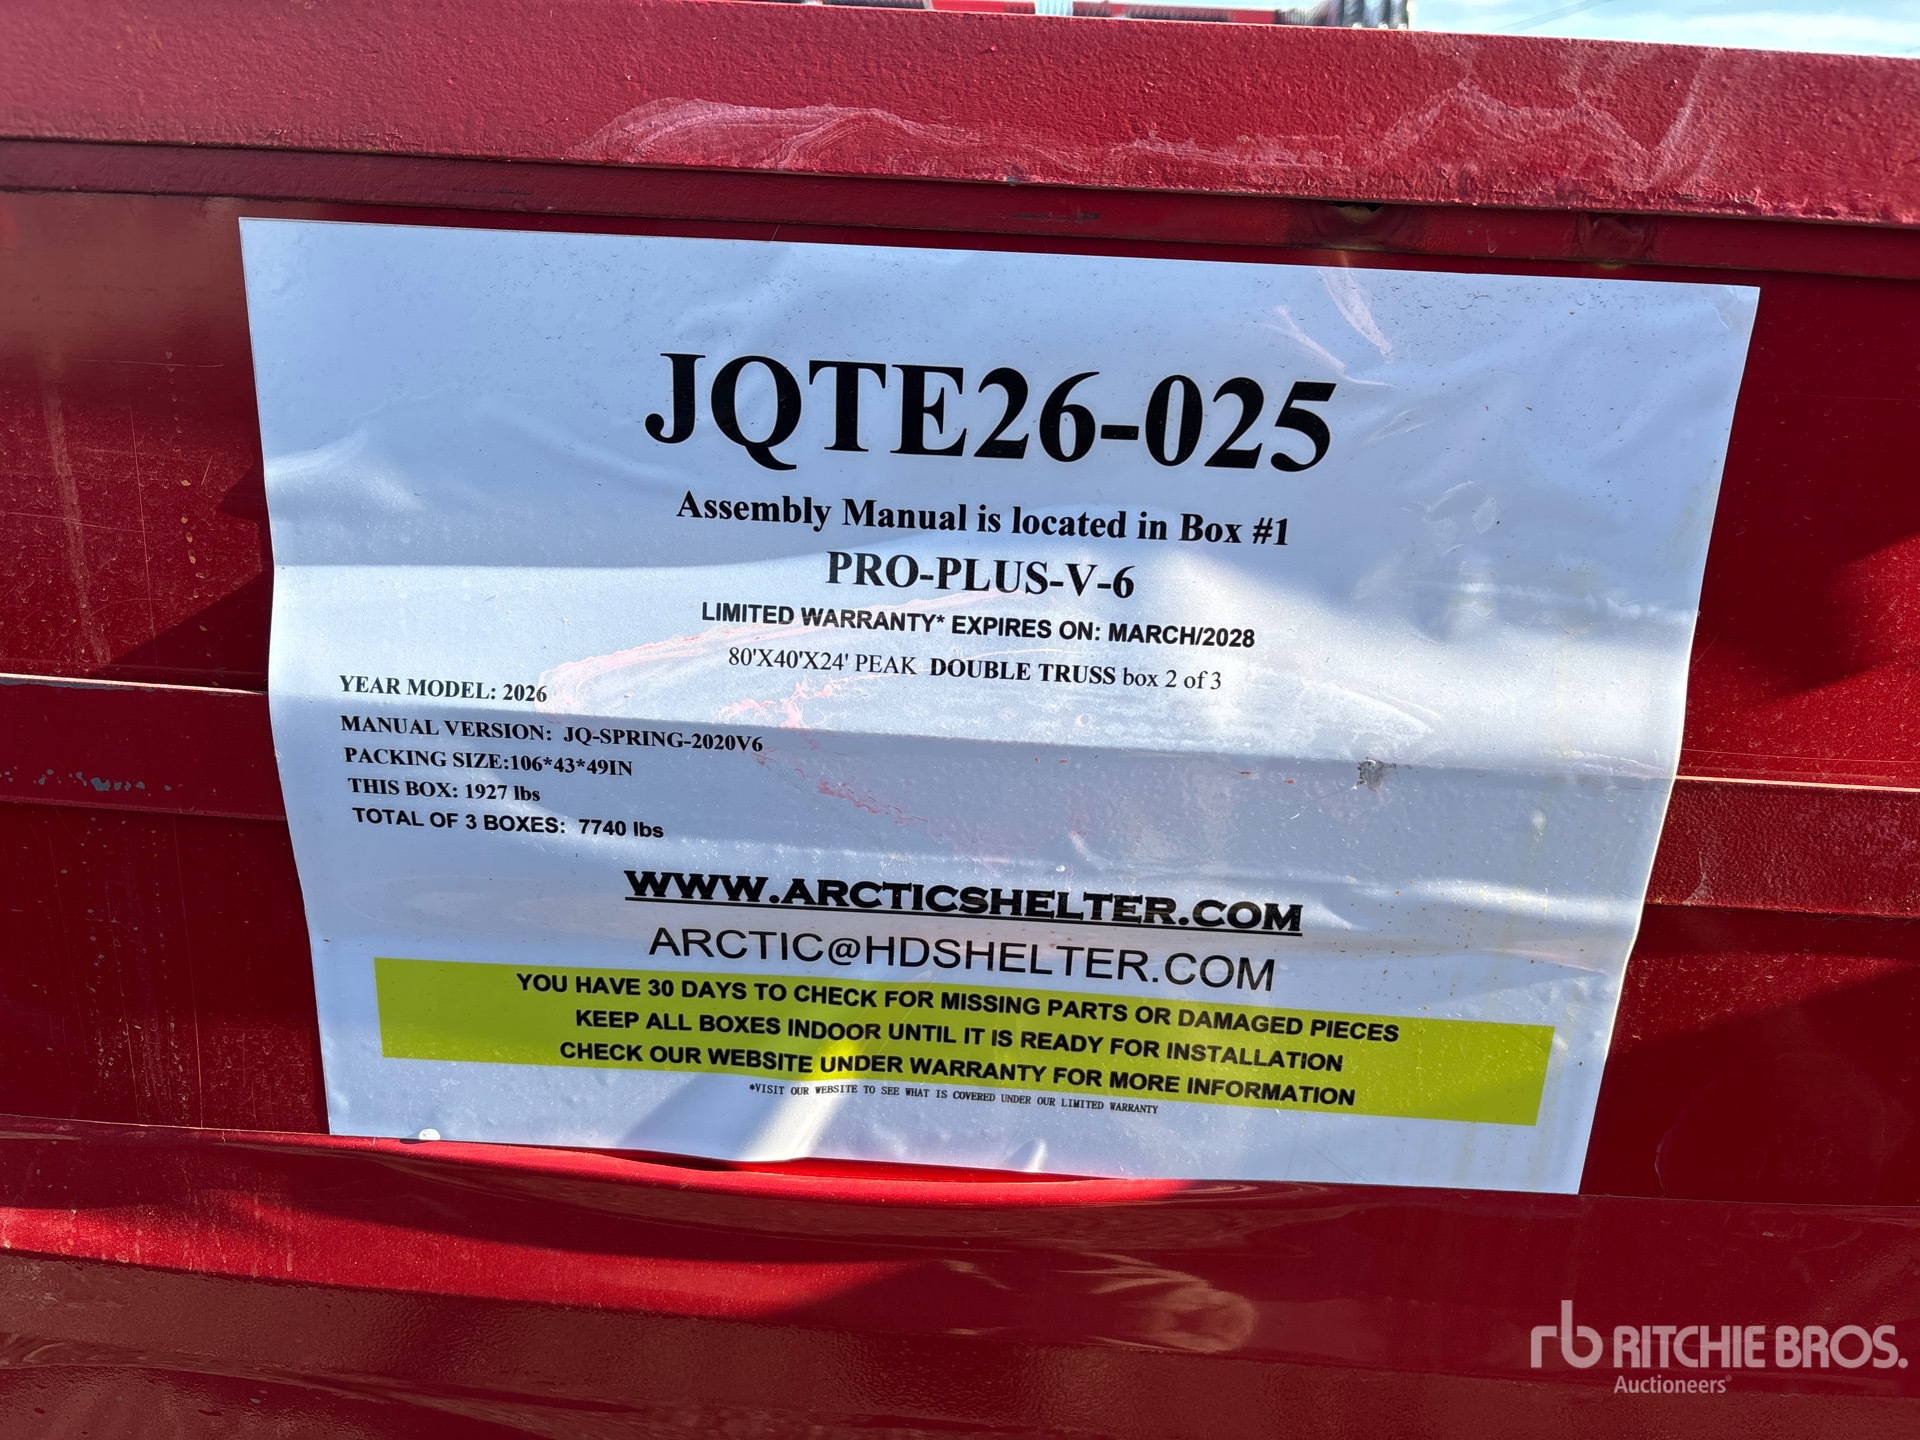 JQTE26-025
Assembly Manual is located in Box #1
PRO-PLUS-V-6
LIMITED WARRANTY* EXPIRES ON: MARCH/2028
80'X40'X24' PEAK DOUBLE TRUSS box 2 of 3
YEAR MODEL: 2026
MANUAL VERSION: JQ-SPRING-2020V6
PACKING SIZE:106*43*49IN
THIS BOX: 1927 lbs
TOTAL OF 3 BOXES: 7740 lbs
WWW.ARCTICSHELTER.COM
ARCTIC@HDSHELTER.COM
YOU HAVE 30 DAYS TO CHECK FOR MISSING PARTS OR DAMAGED PIECES
KEEP ALL BOXES INDOOR UNTIL IT IS READY FOR INSTALLATION
CHECK OUR WEBSITE UNDER WARRANTY FOR MORE INFORMATION
*VISIT OUR WEBSITE TO SEE WHAT IS COVERED UNDER OUR LIMITED WARRANTY
rb RITCHIE BROS.
Auctioneers